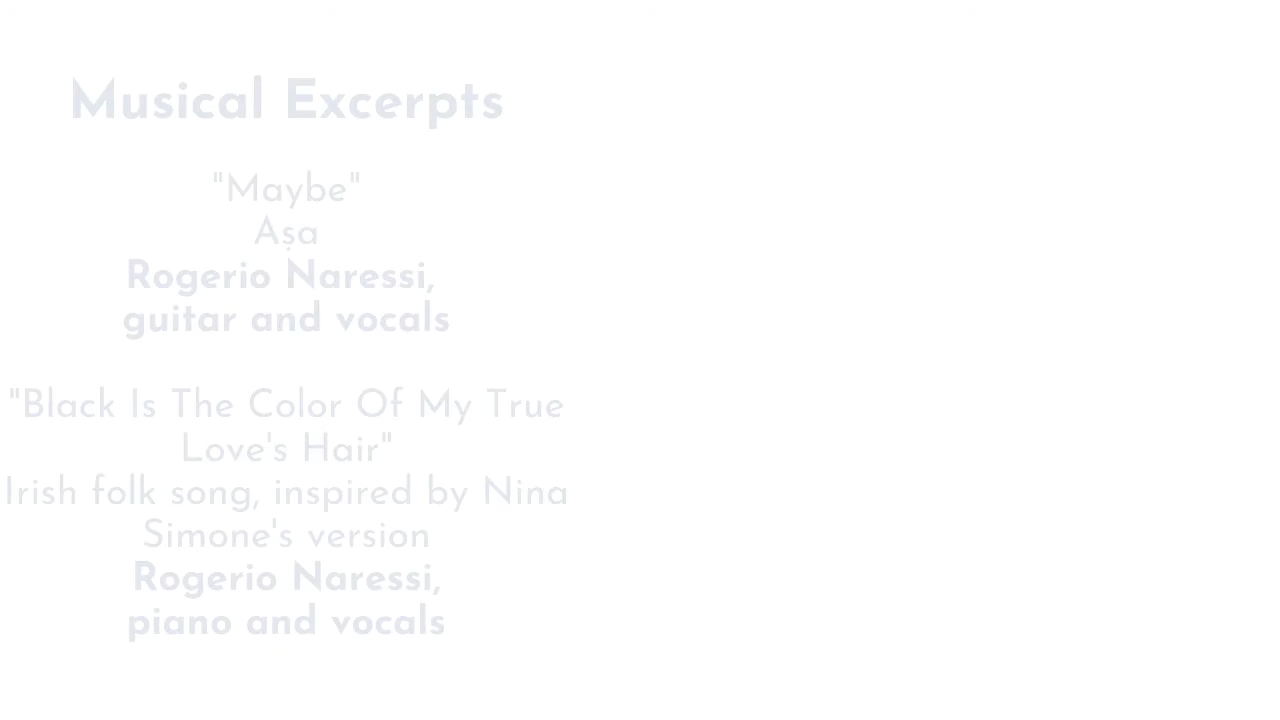 Musical Excerpts
"Maybe"
Aṣa
Rogerio Naressi,
guitar and vocals
"Black Is The Color Of My True
Love's Hair"
Irish folk song, inspired by Nina
Simone's version
Rogerio Naressi,
piano and vocals